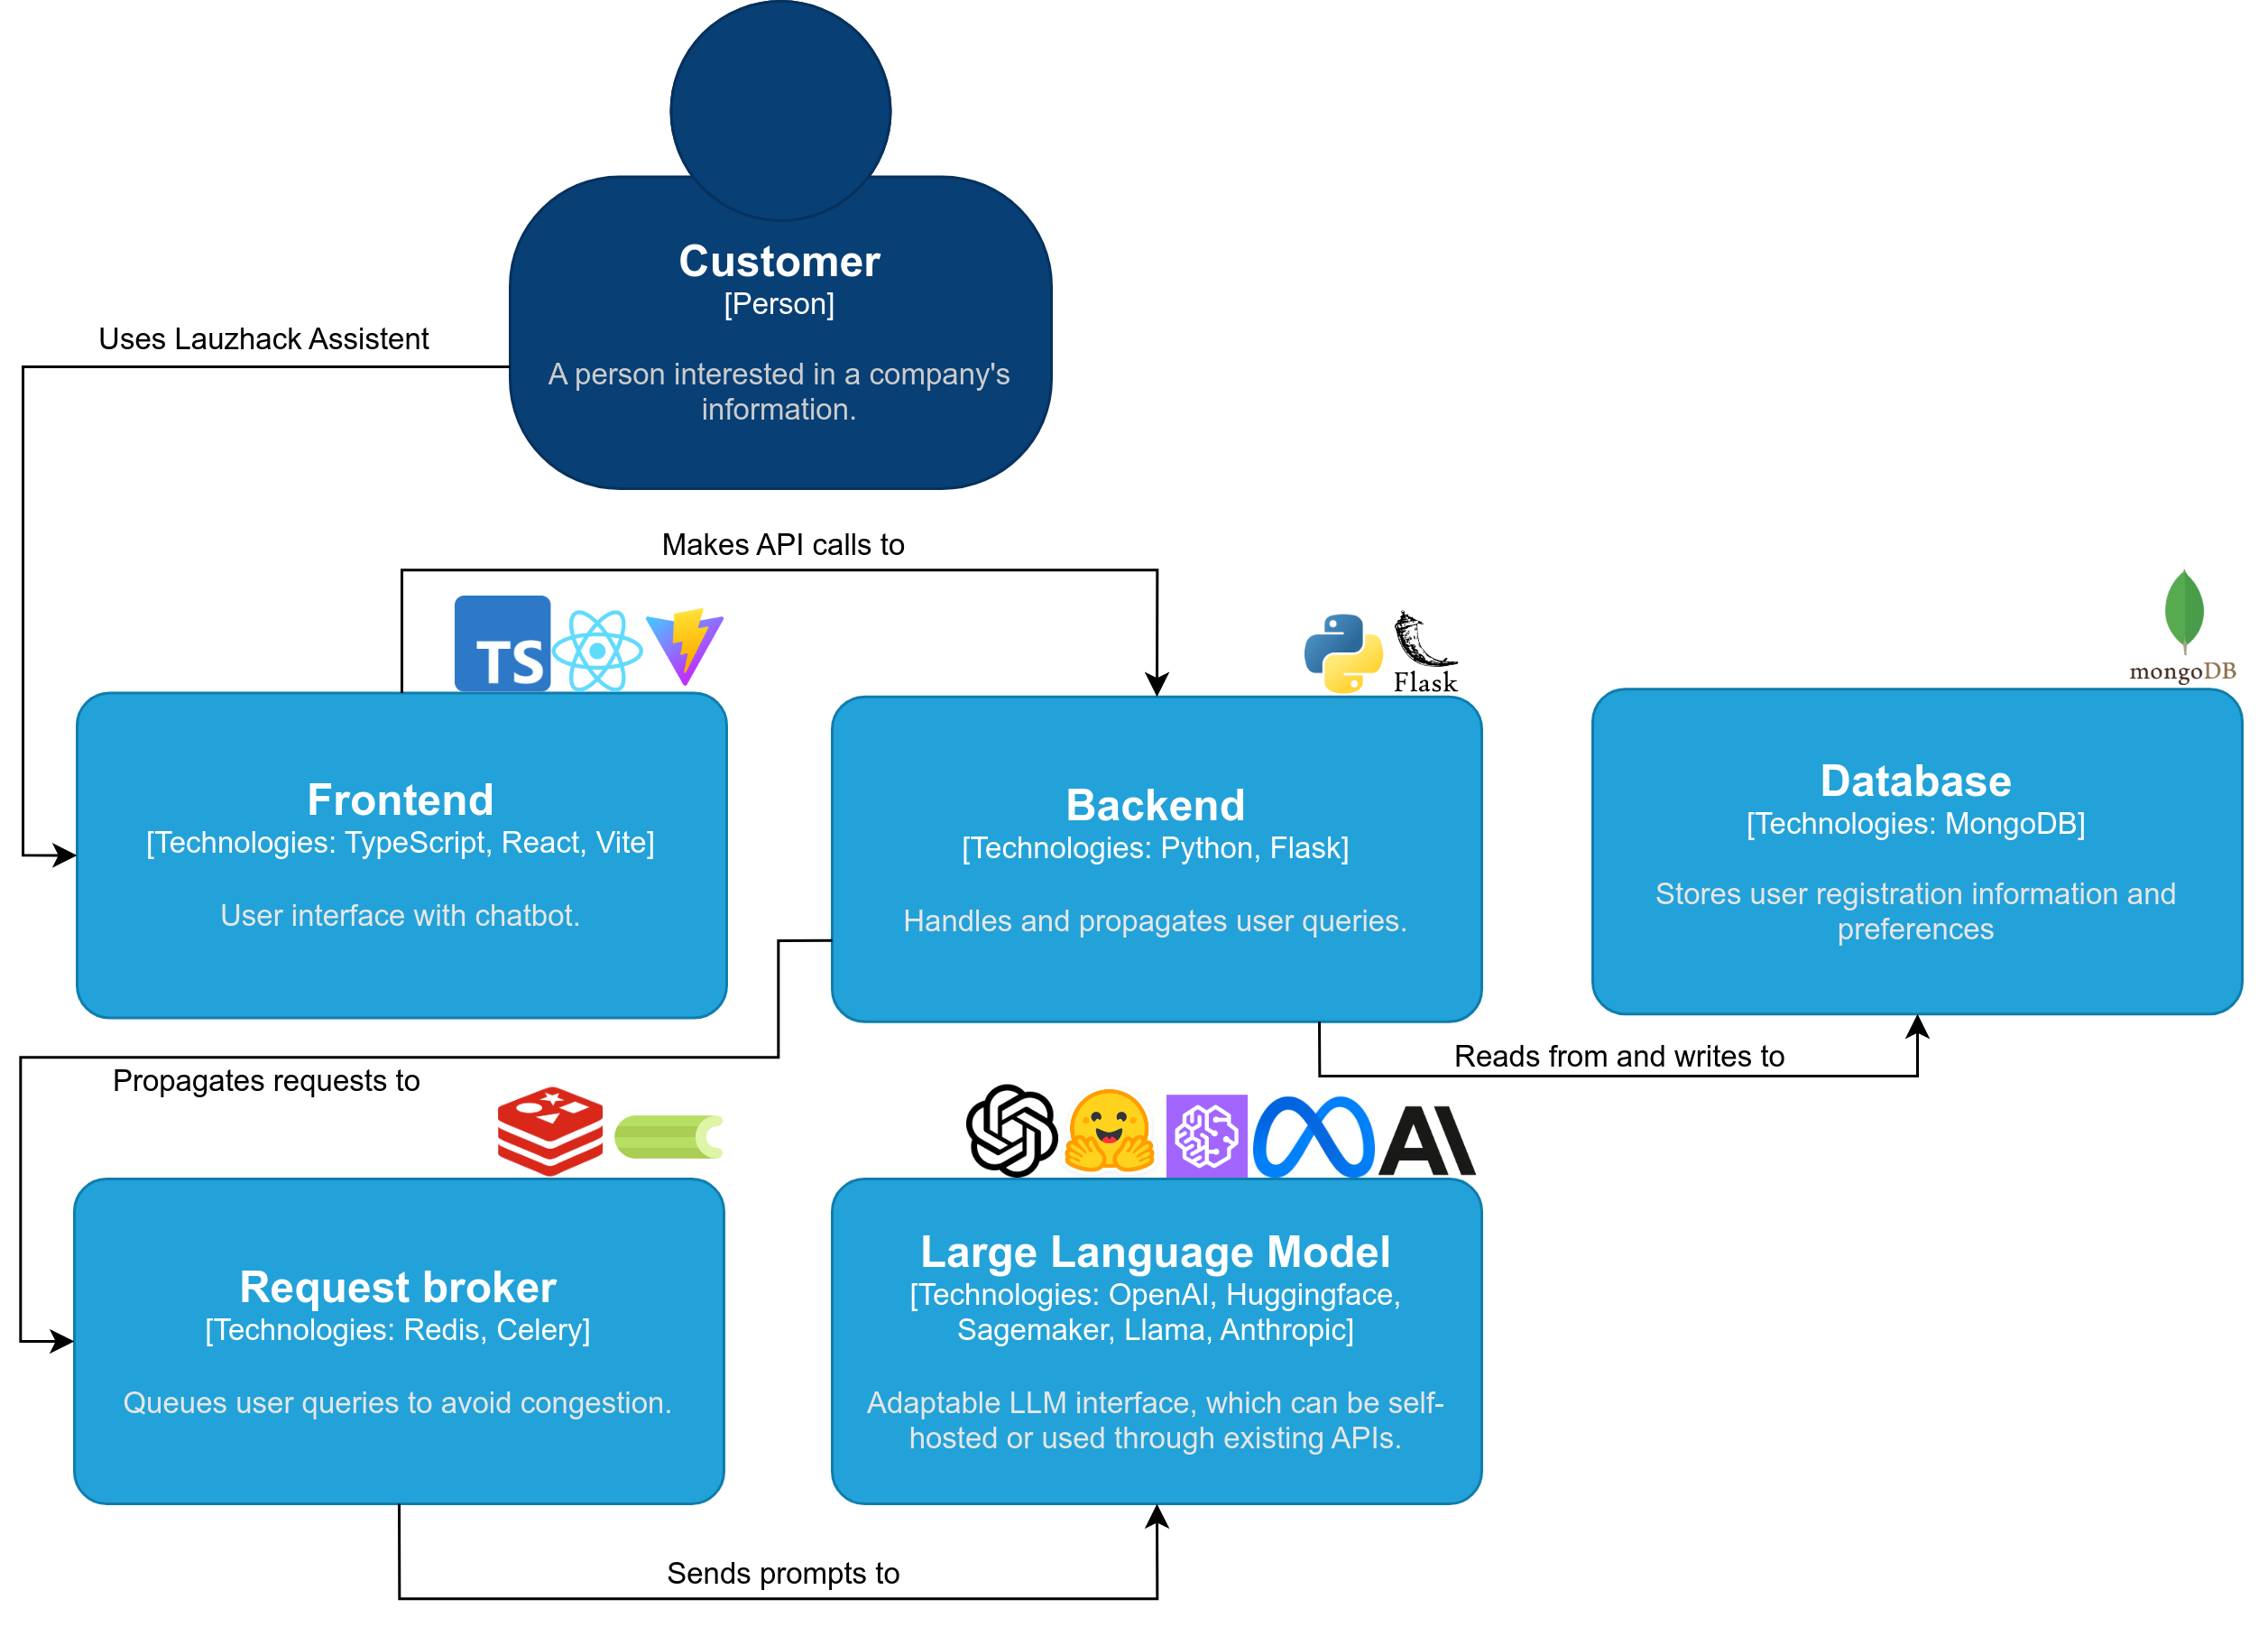 Customer
[Person]
A person interested in a company's
information.
Uses Lauzhack Assistent
Makes API calls to
TS
Flask
mongoDB
Frontend
[Technologies: TypeScript, React, Vite]
User interface with chatbot.
Backend
[Technologies: Python, Flask]
Handles and propagates user queries.
Database
[Technologies: MongoDB]
Stores user registration information and
preferences
Propagates requests to
Reads from and writes to
Request broker
[Technologies: Redis, Celery]
Queues user queries to avoid congestion.
Large Language Model
[Technologies: OpenAI, Huggingface,
Sagemaker, Llama, Anthropic]
Adaptable LLM interface, which can be self-
hosted or used through existing APIs.
Sends prompts to